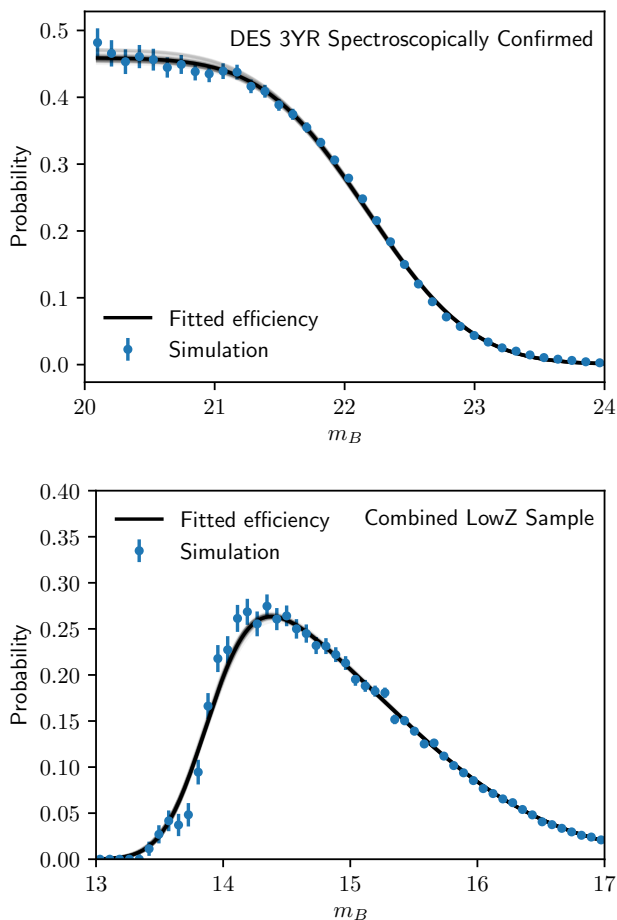 DES 3YR Spectroscopically Confirmed
Probability
0.5
0.4
0.3
0.2
0.1
0.0
Fitted efficiency
Simulation
20 21 22 23 24
m_B
Combined LowZ Sample
Probability
0.40
0.35
0.30
0.25
0.20
0.15
0.10
0.05
0.00
Fitted efficiency
Simulation
13 14 15 16 17
m_B